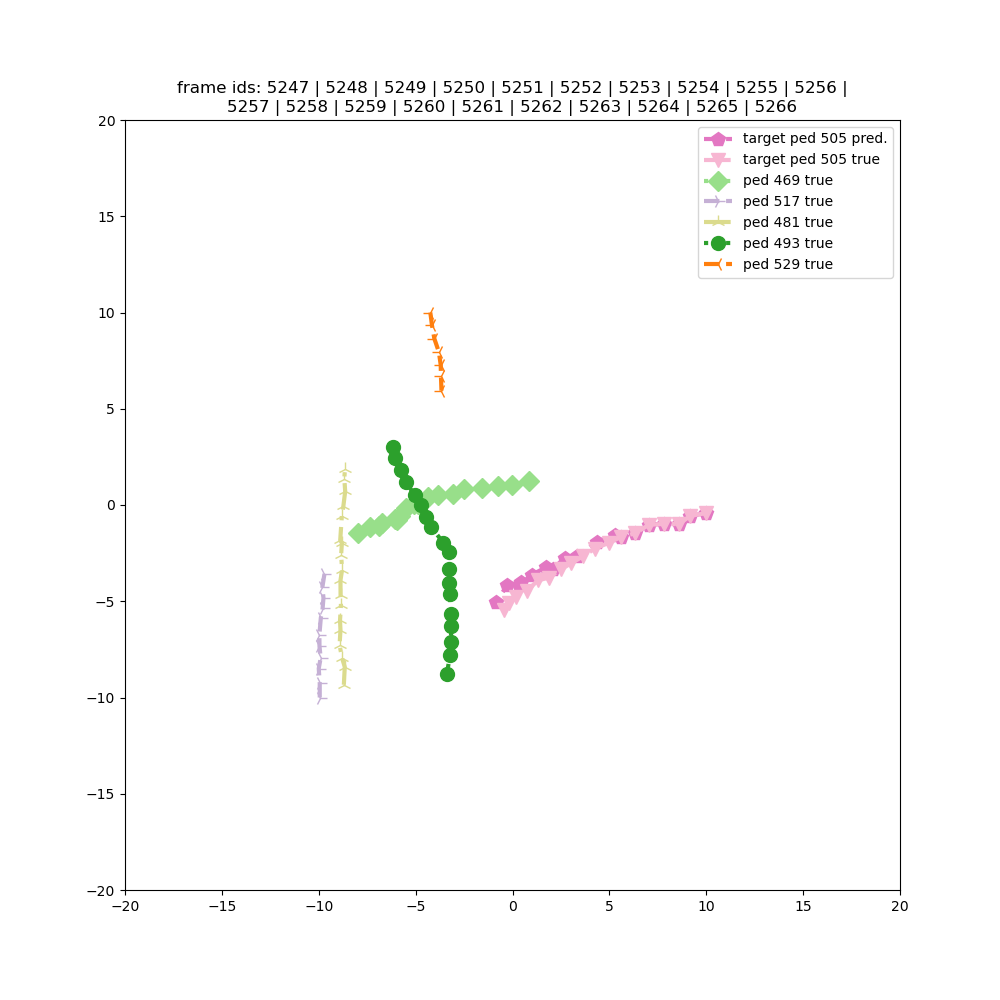 frame ids: 5247 | 5248 | 5249 | 5250 | 5251 | 5252 | 5253 | 5254 | 5255 | 5256 |
5257 | 5258 | 5259 | 5260 | 5261 | 5262 | 5263 | 5264 | 5265 | 5266
target ped 505 pred.
target ped 505 true
ped 469 true
ped 517 true
ped 481 true
ped 493 true
ped 529 true
20
15
10
5
0
−5
−10
−15
−20
−20 −15 −10 −5 0 5 10 15 20